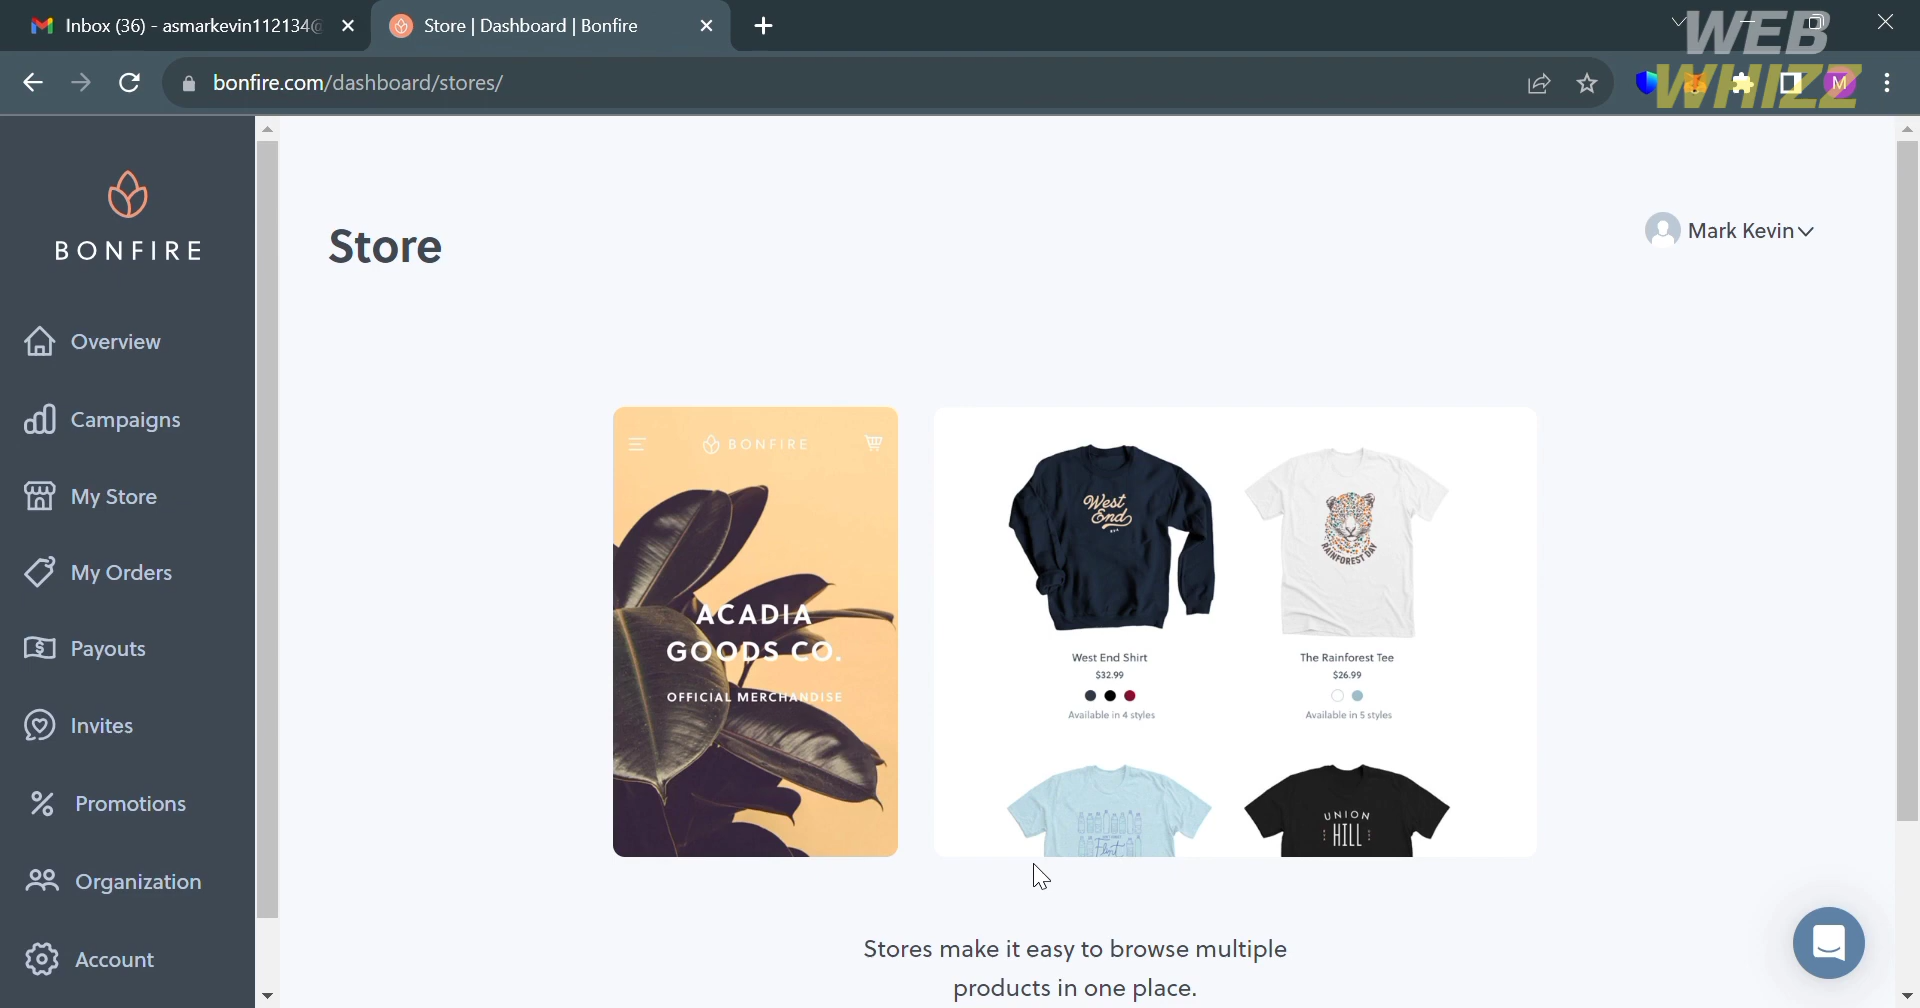 Inbox (36) - asmarkevin112134@
Store | Dashboard | Bonfire
WEB
WHIZZ
bonfire.com/dashboard/stores/
M
BONFIRE
Store
Mark Kevin
Overview
Campaigns
My Store
My Orders
Payouts
Invites
Promotions
Organization
Account
BONFIRE
ACADIA
GOODS CO.
OFFICIAL MERCHANDISE
West
End
RAINFOREST DAY
West End Shirt
$32.99
Available in 4 styles
The Rainforest Tee
$26.99
Available in 5 styles
Flint
UNION
HILL
Stores make it easy to browse multiple
products in one place.